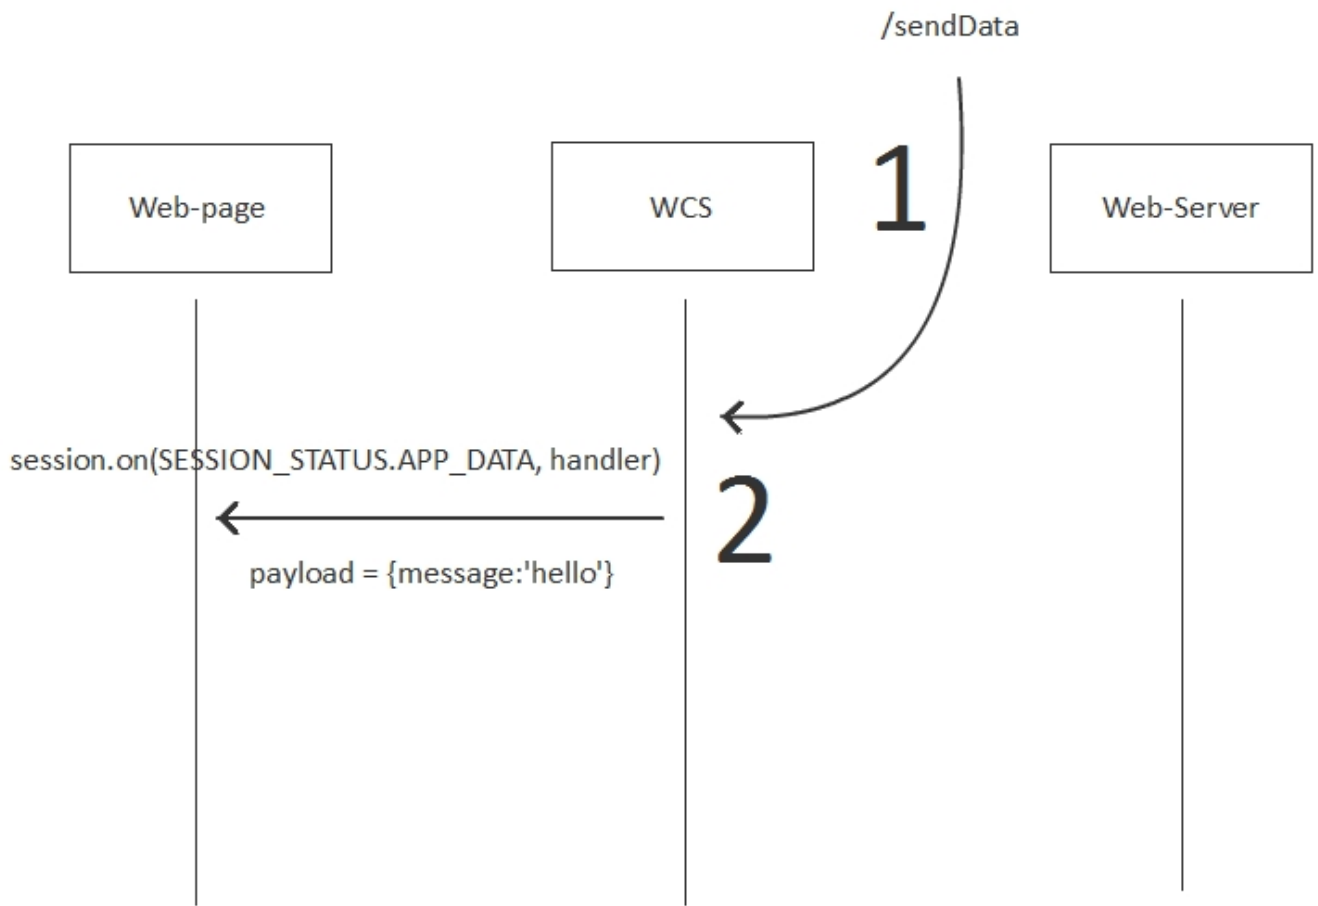 /sendData
1
Web-page
WCS
Web-Server
session.on(SESSION_STATUS.APP_DATA, handler)
2
payload = {message:'hello'}